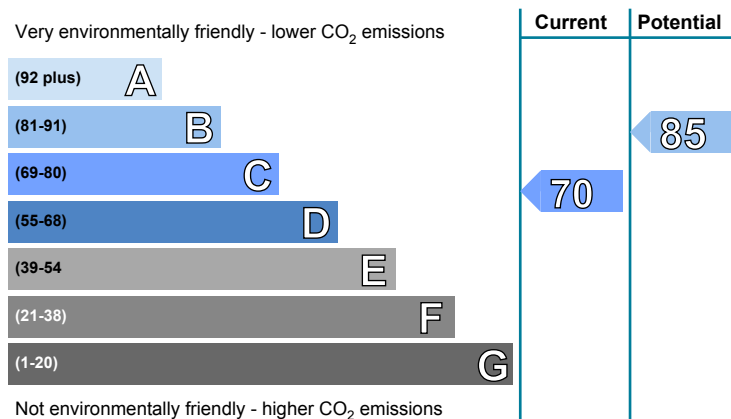 Very environmentally friendly - lower CO2 emissions
Current
Potential
(92 plus) A
(81-91) B
85
(69-80) C
70
(55-68) D
(39-54 E
(21-38) F
(1-20) G
Not environmentally friendly - higher CO2 emissions